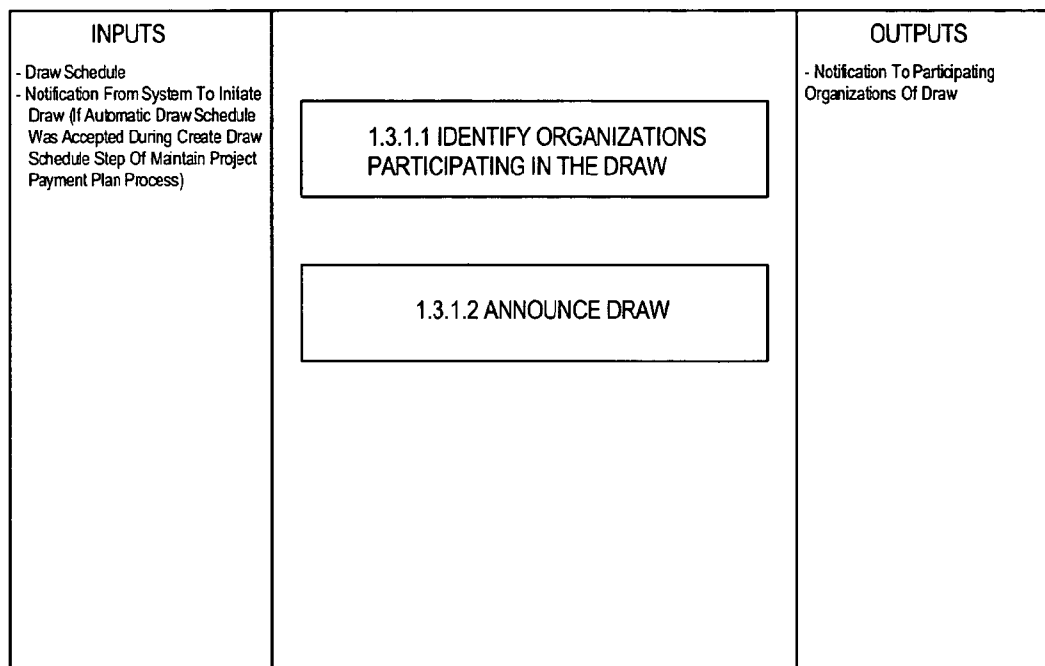 INPUTS
- Draw Schedule
- Notification From System To Initiate
Draw (If Automatic Draw Schedule
Was Accepted During Create Draw
Schedule Step Of Maintain Project
Payment Plan Process)
1.3.1.1 IDENTIFY ORGANIZATIONS
PARTICIPATING IN THE DRAW
1.3.1.2 ANNOUNCE DRAW
OUTPUTS
- Notification To Participating
Organizations Of Draw